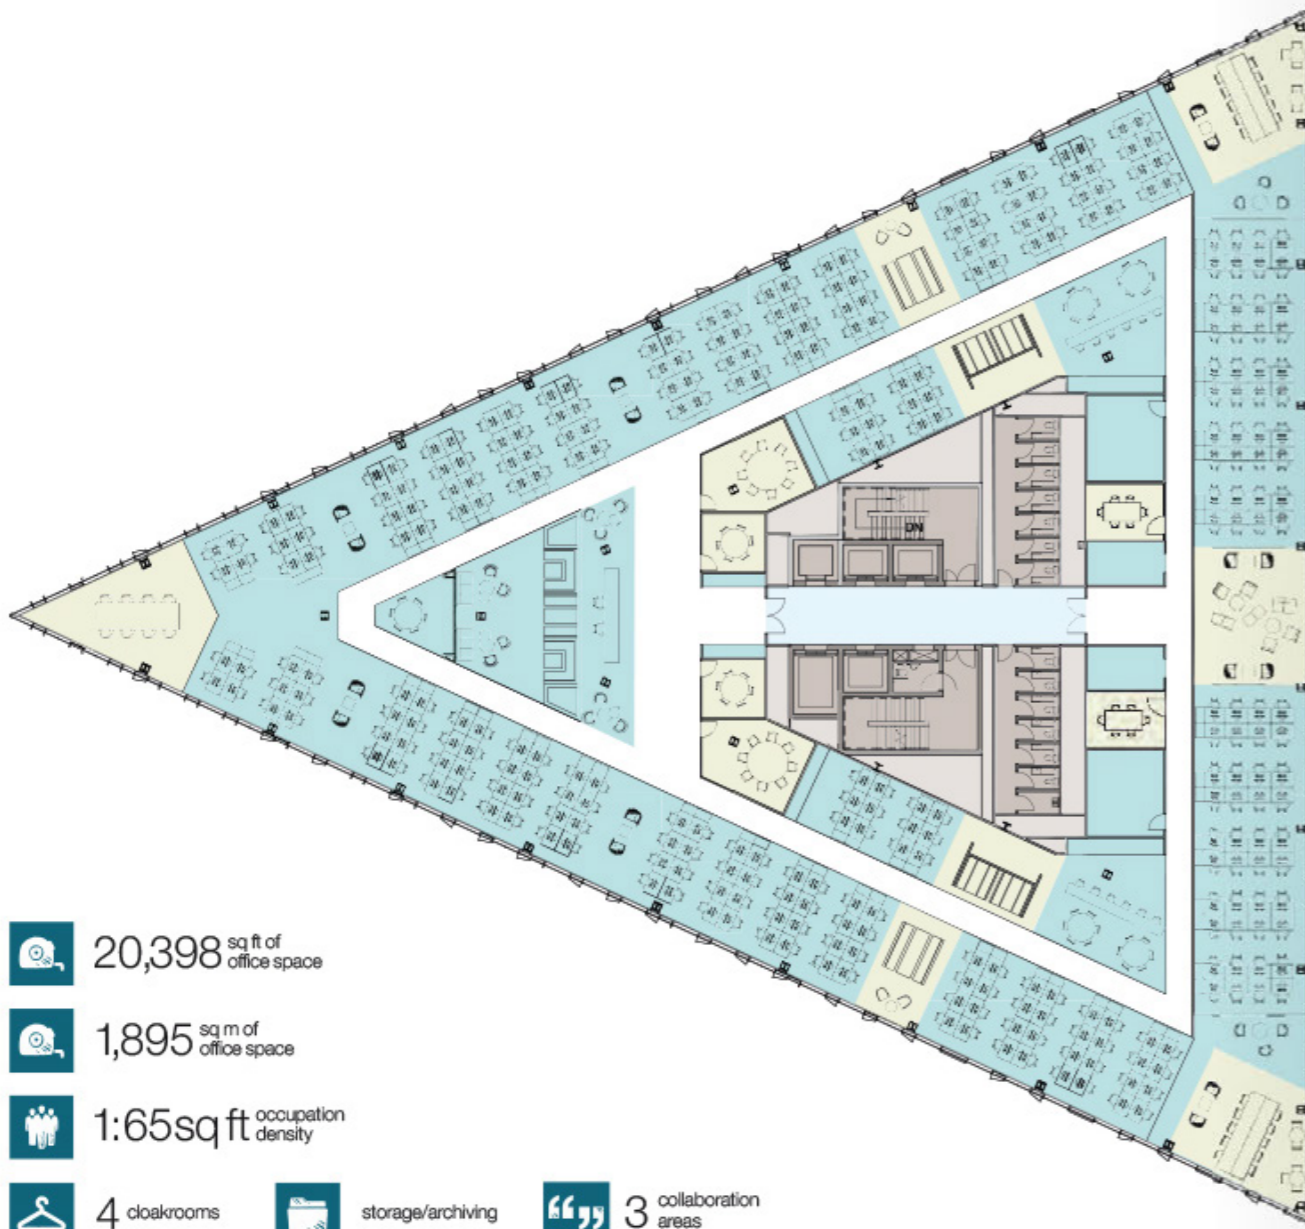 DN
20,398 sq ft of
office space
1,895 sq m of
office space
1:65sq ft occupation
density
4 cloakrooms
storage/archiving
3 collaboration
areas